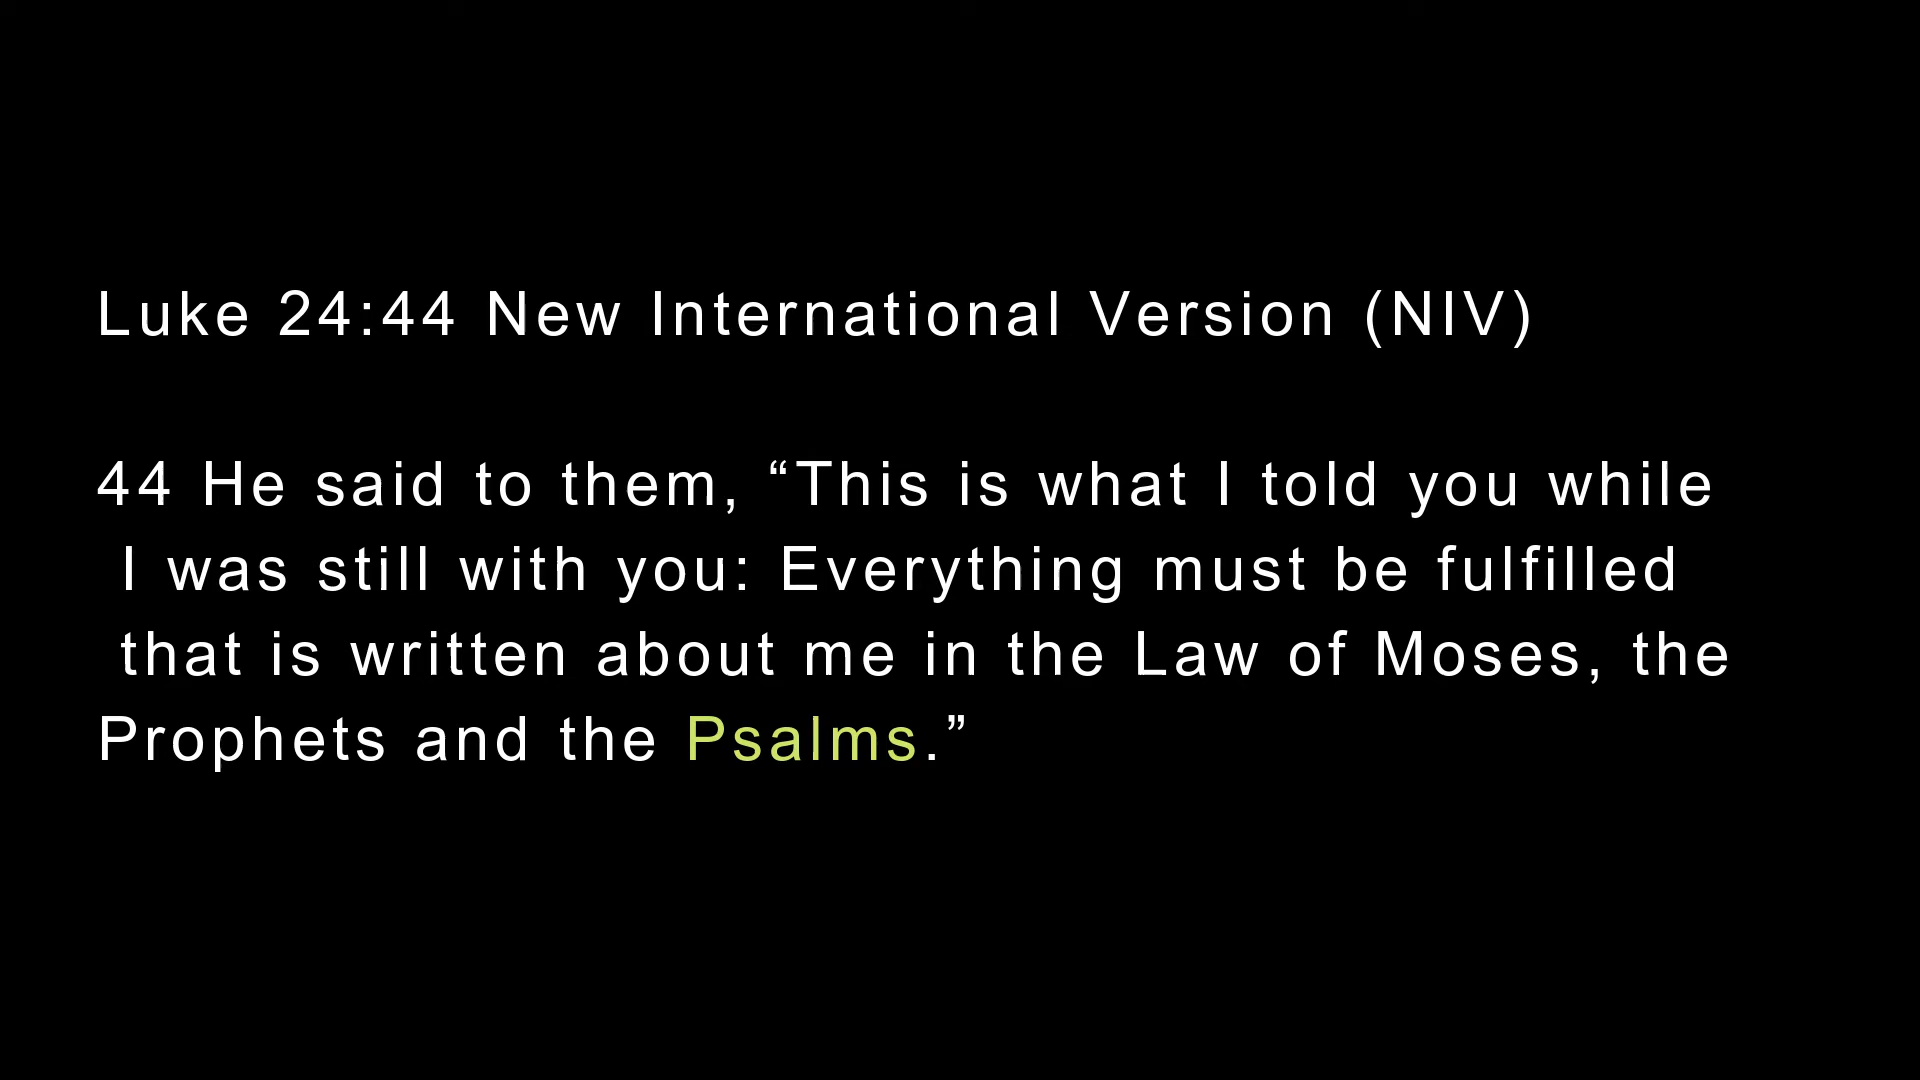 Luke 24:44 New International Version (NIV)
44 He said to them, “This is what I told you while
I was still with you: Everything must be fulfilled
that is written about me in the Law of Moses, the
Prophets and the Psalms.”